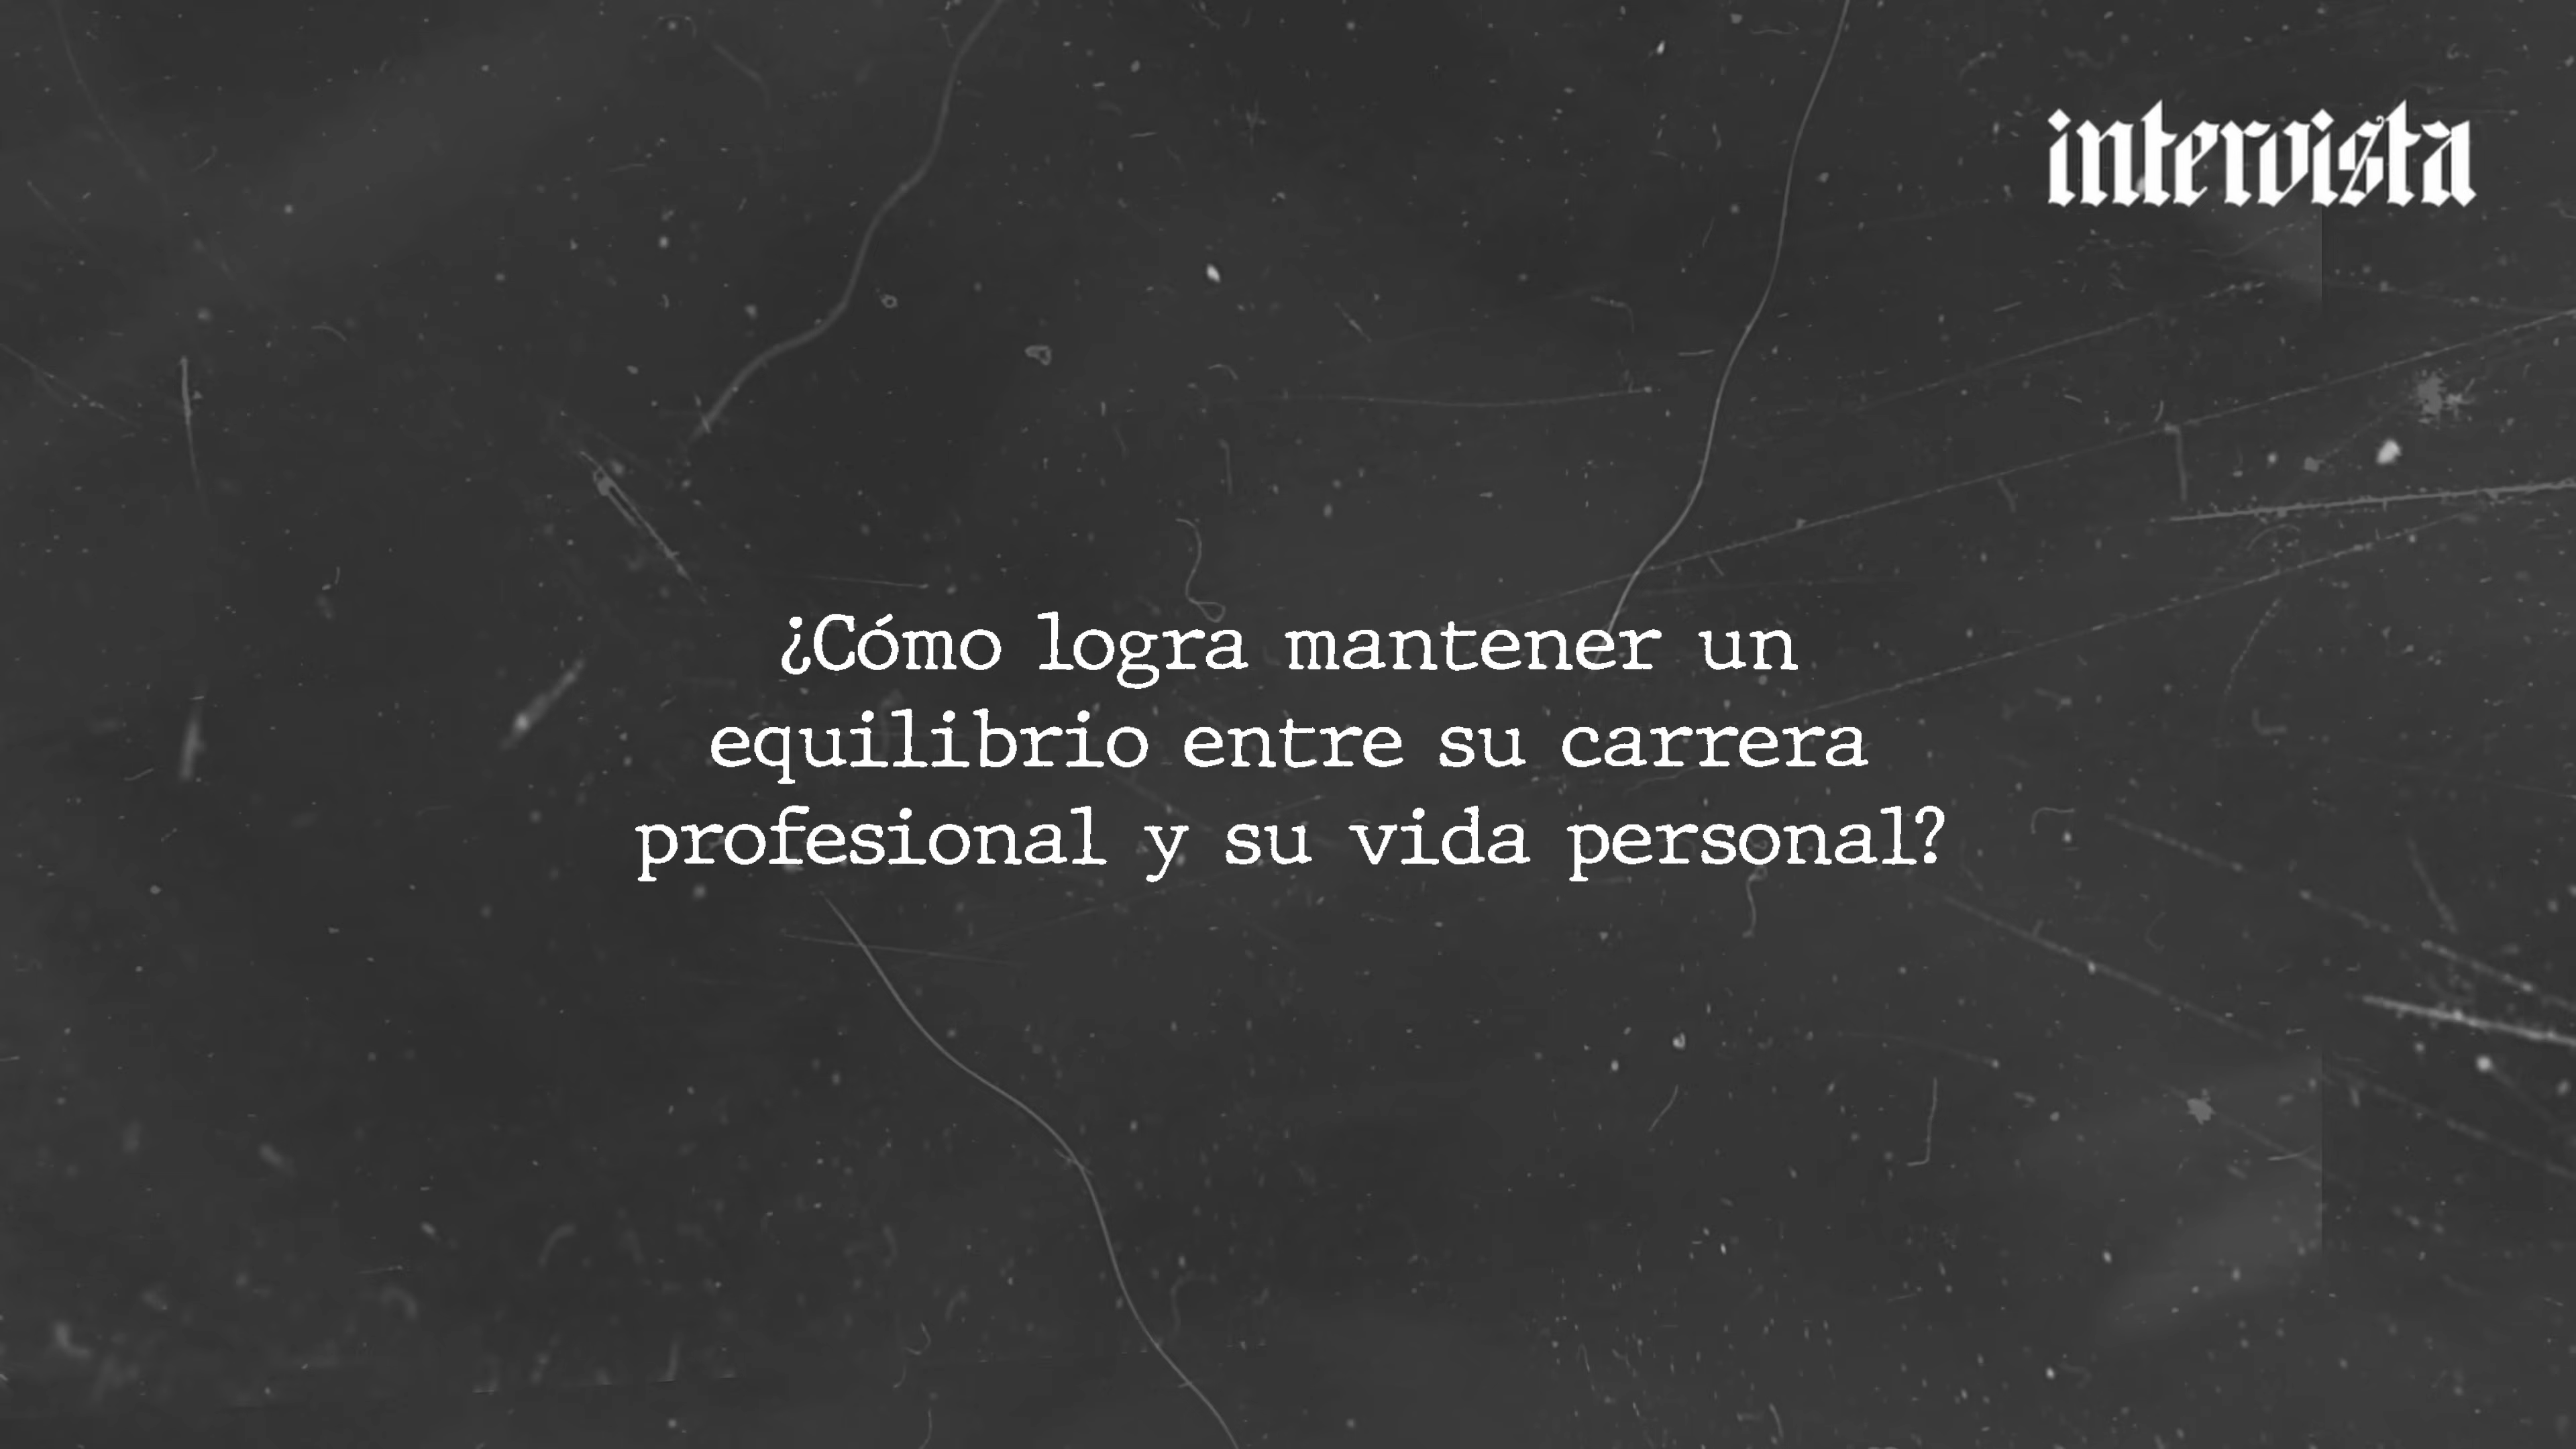 intervista
¿Cómo logra mantener un
equilibrio entre su carrera
profesional y su vida personal?